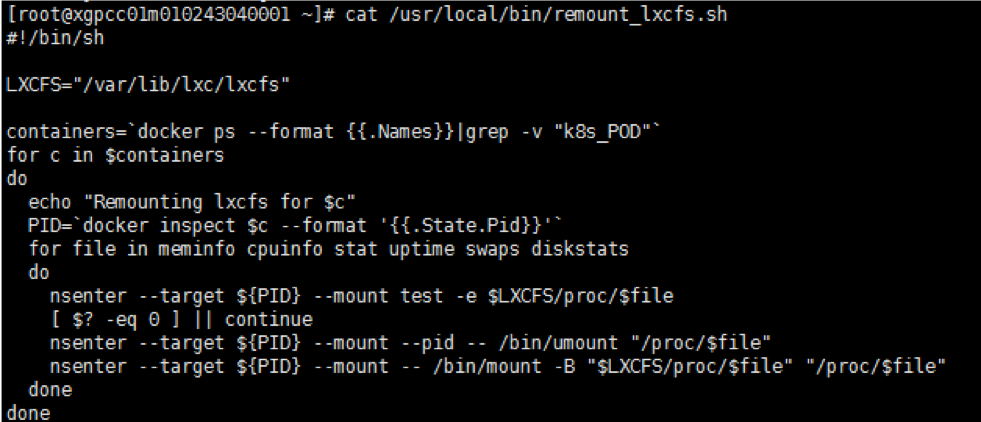 [root@xgpcc01m010243040001 ~]# cat /usr/local/bin/remount_lxcfs.sh
#!/bin/sh
LXCFS="/var/lib/lxc/lxcfs"
containers=`docker ps --format {{.Names}}|grep -v "k8s_POD"`
for c in $containers
do
  echo "Remounting lxcfs for $c"
  PID=`docker inspect $c --format '{{.State.Pid}}'`
  for file in meminfo cpuinfo stat uptime swaps diskstats
  do
    nsenter --target ${PID} --mount test -e $LXCFS/proc/$file
    [ $? -eq 0 ] || continue
    nsenter --target ${PID} --mount --pid -- /bin/umount "/proc/$file"
    nsenter --target ${PID} --mount -- /bin/mount -B "$LXCFS/proc/$file" "/proc/$file"
  done
done